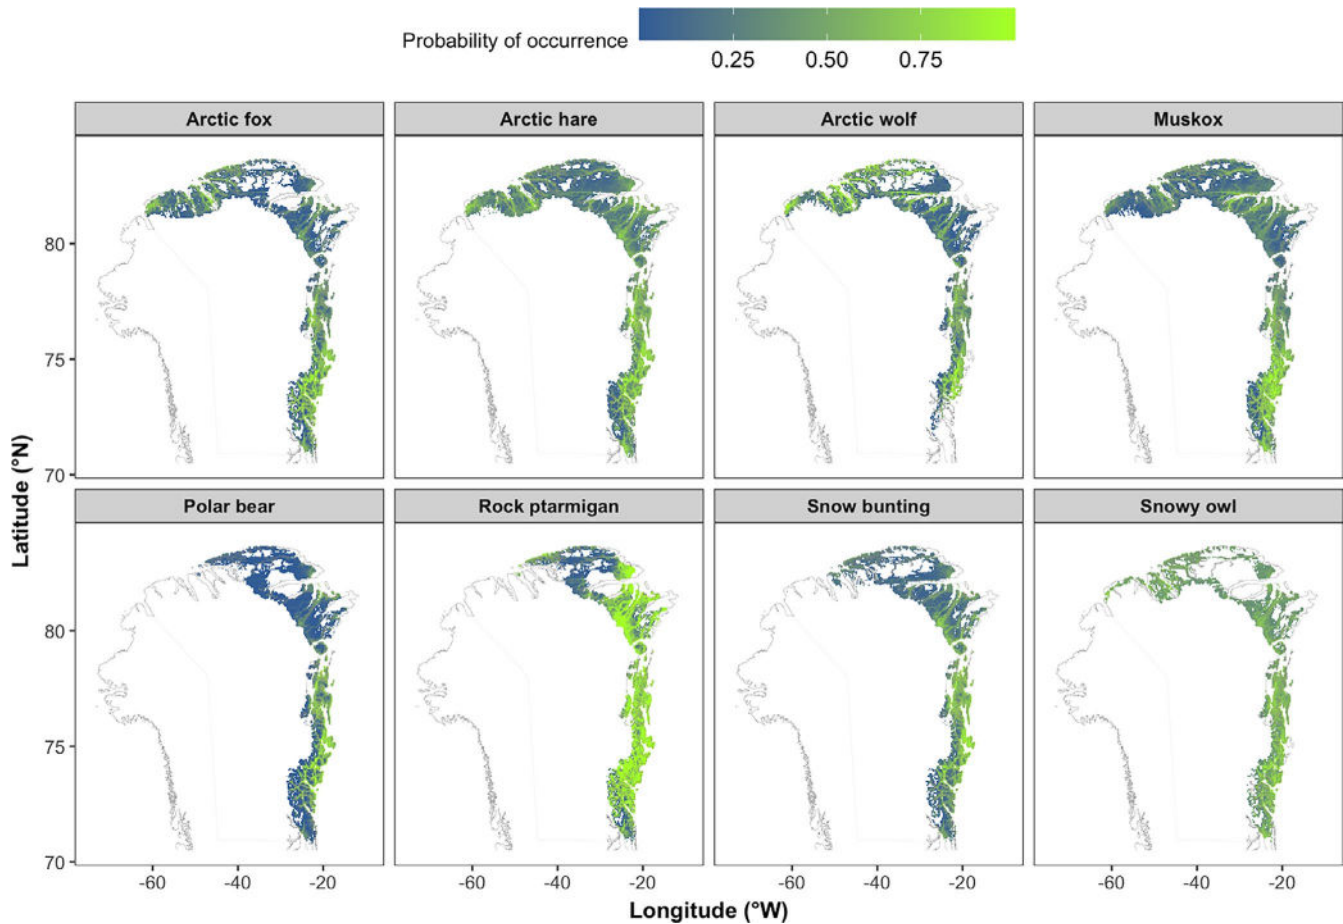 Probability of occurrence
0.25 0.50 0.75
Arctic fox Arctic hare Arctic wolf Muskox
80
75
70
Latitude (°N)
Polar bear Rock ptarmigan Snow bunting Snowy owl
80
75
70
-60 -40 -20 -60 -40 -20 -60 -40 -20 -60 -40 -20
Longitude (°W)